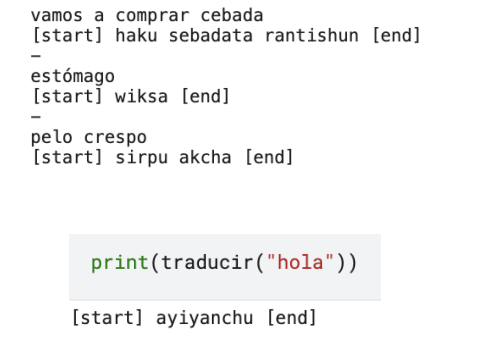 vamos a comprar cebada
[start] haku sebadata rantishun [end]
–
estómago
[start] wiksa [end]
–
pelo crespo
[start] sirpu akcha [end]
print(traducir("hola"))
[start] ayiyanchu [end]